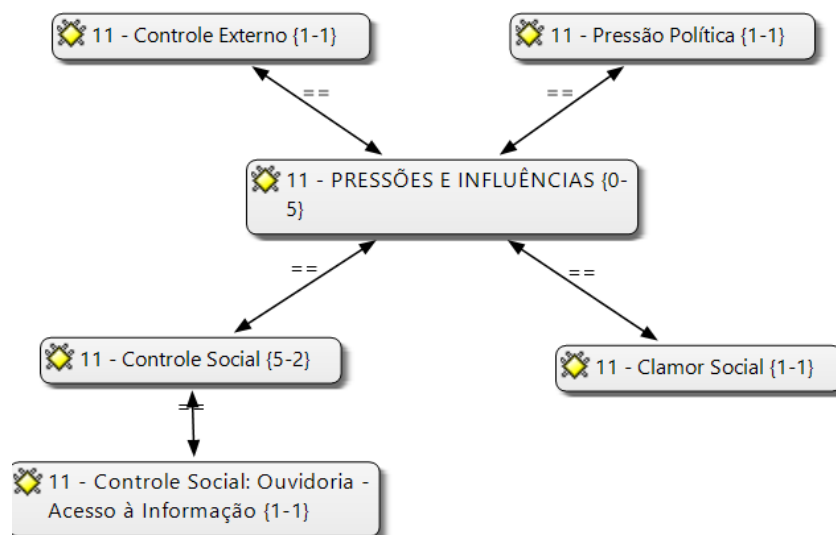 11 - Controle Externo {1-1}
11 - Pressão Política {1-1}
==
==
11 - PRESSÕES E INFLUÊNCIAS {0-
5}
==
==
11 - Controle Social {5-2}
11 - Clamor Social {1-1}
==
11 - Controle Social: Ouvidoria -
Acesso à Informação {1-1}